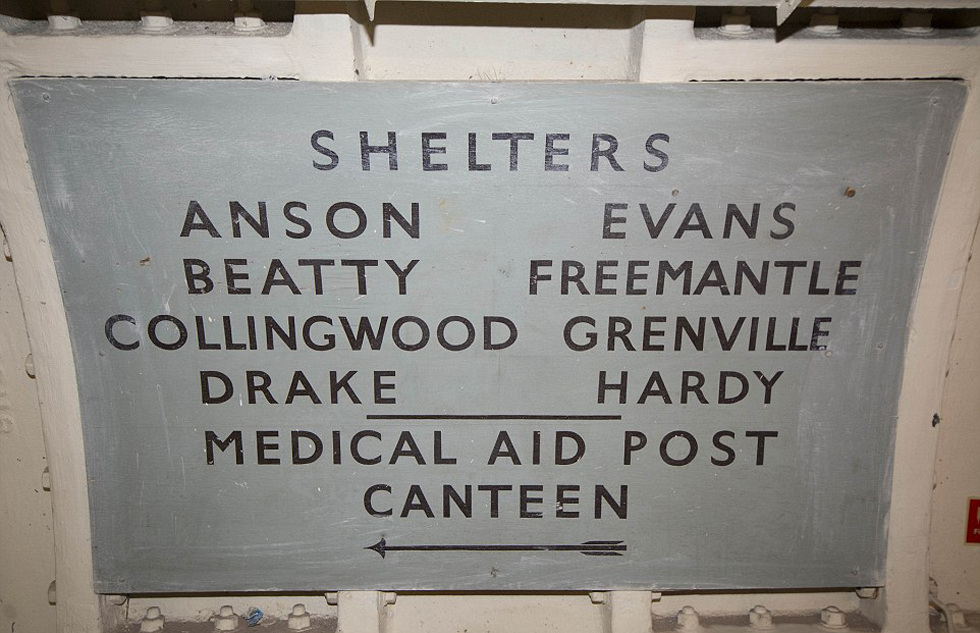 SHELTERS
ANSON EVANS
BEATTY FREEMANTLE
COLLINGWOOD GRENVILLE
DRAKE HARDY
MEDICAL AID POST
CANTEEN